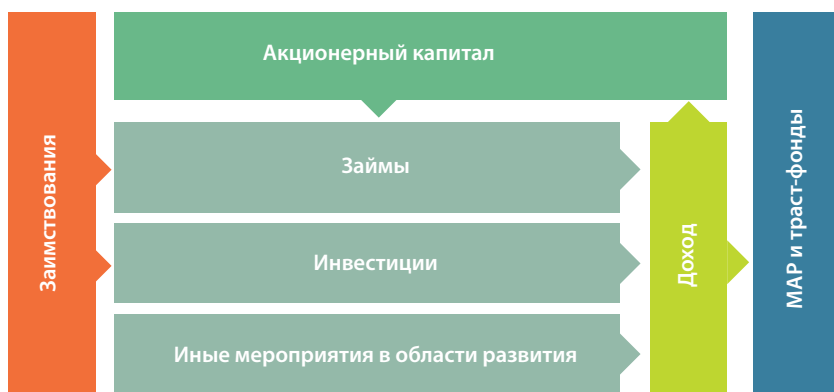 Заимствования
Акционерный капитал
Займы
Инвестиции
Иные мероприятия в области развития
Доход
МАР и траст-фонды